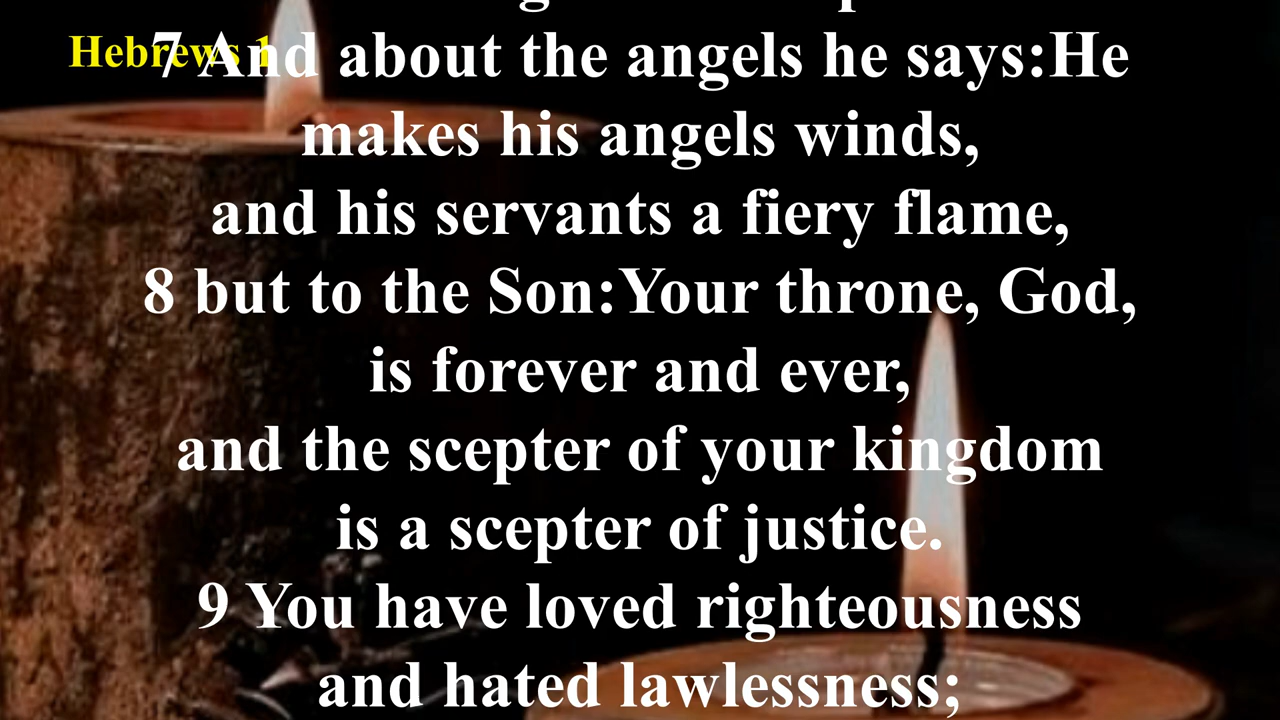 Hebrews 1
7 And about the angels he says:He
makes his angels winds,
and his servants a fiery flame,
8 but to the Son:Your throne, God,
is forever and ever,
and the scepter of your kingdom
is a scepter of justice.
9 You have loved righteousness
and hated lawlessness;